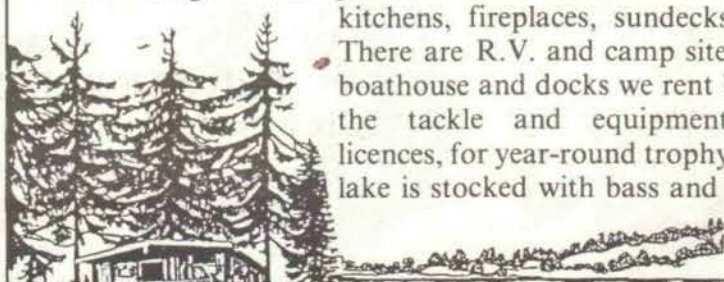 kitchens, fireplaces, sundecks
There are R.V. and camp site
boathouse and docks we rent
the tackle and equipment
licences, for year-round trophy
lake is stocked with bass and